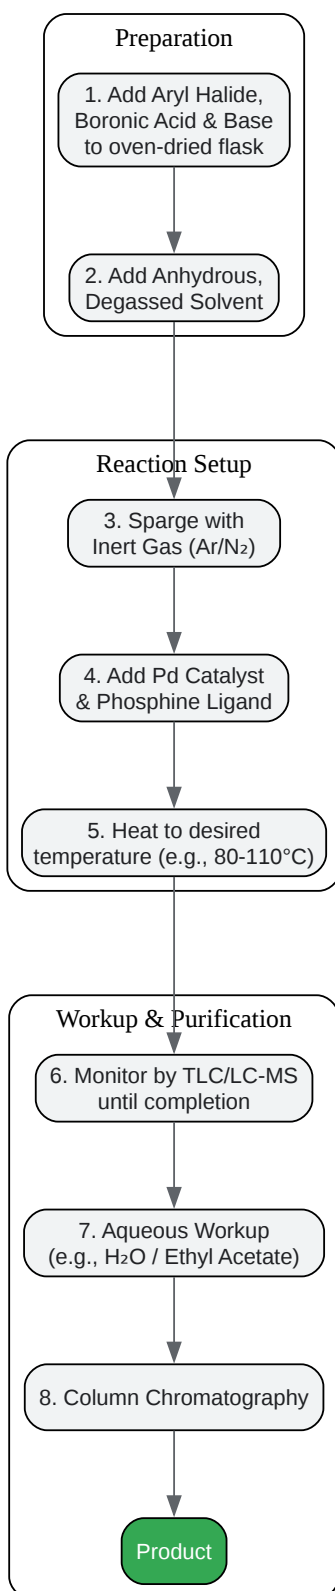 Preparation
1. Add Aryl Halide,
Boronic Acid & Base
to oven-dried flask
2. Add Anhydrous,
Degassed Solvent
Reaction Setup
3. Sparge with
Inert Gas (Ar/N₂)
4. Add Pd Catalyst
& Phosphine Ligand
5. Heat to desired
temperature (e.g., 80-110°C)
Workup & Purification
6. Monitor by TLC/LC-MS
until completion
7. Aqueous Workup
(e.g., H₂O / Ethyl Acetate)
8. Column Chromatography
Product